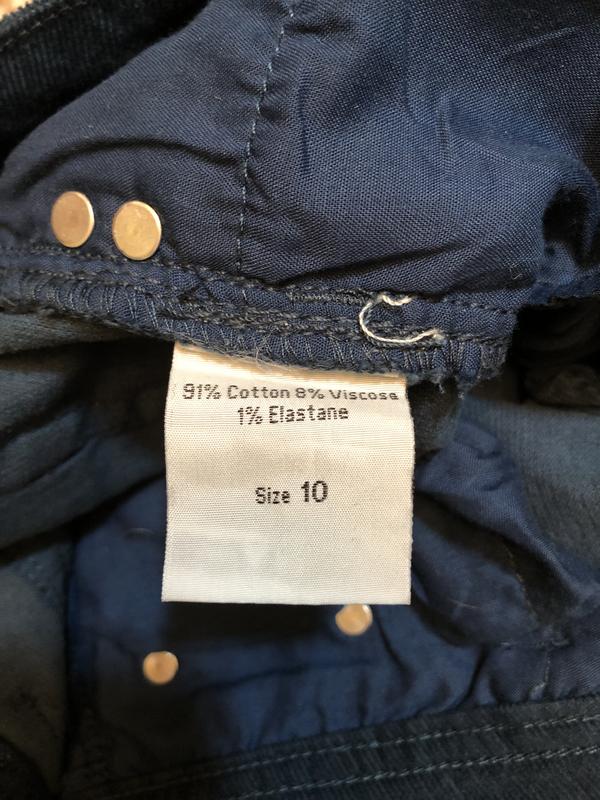 91% Cotton 8% Viscose
1% Elastane
Size 10